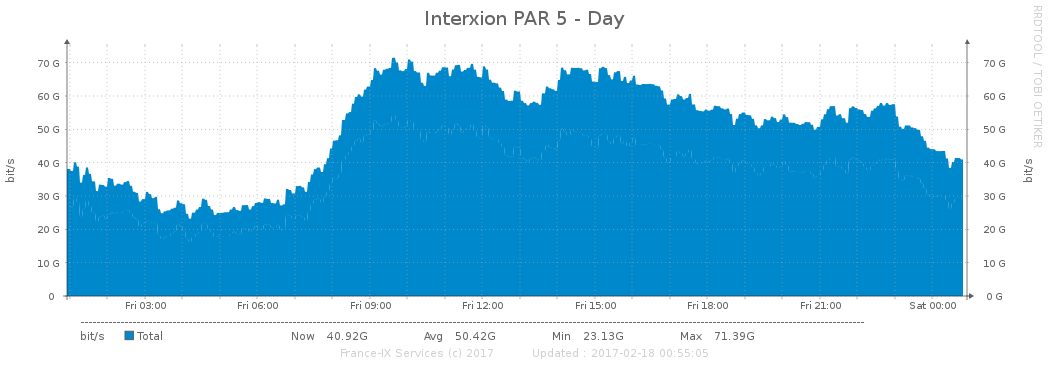 Interxion PAR 5 - Day
RRDTOOL / TOBI OETIKER
bit/s
70 G 70 G
60 G 60 G
50 G 50 G
40 G 40 G
30 G 30 G
20 G 20 G
10 G 10 G
0 0 G
bit/s
Fri 03:00 Fri 06:00 Fri 09:00 Fri 12:00 Fri 15:00 Fri 18:00 Fri 21:00 Sat 00:00
bit/s Total Now 40.92G Avg 50.42G Min 23.13G Max 71.39G
France-IX Services (c) 2017 Updated : 2017-02-18 00:55:05